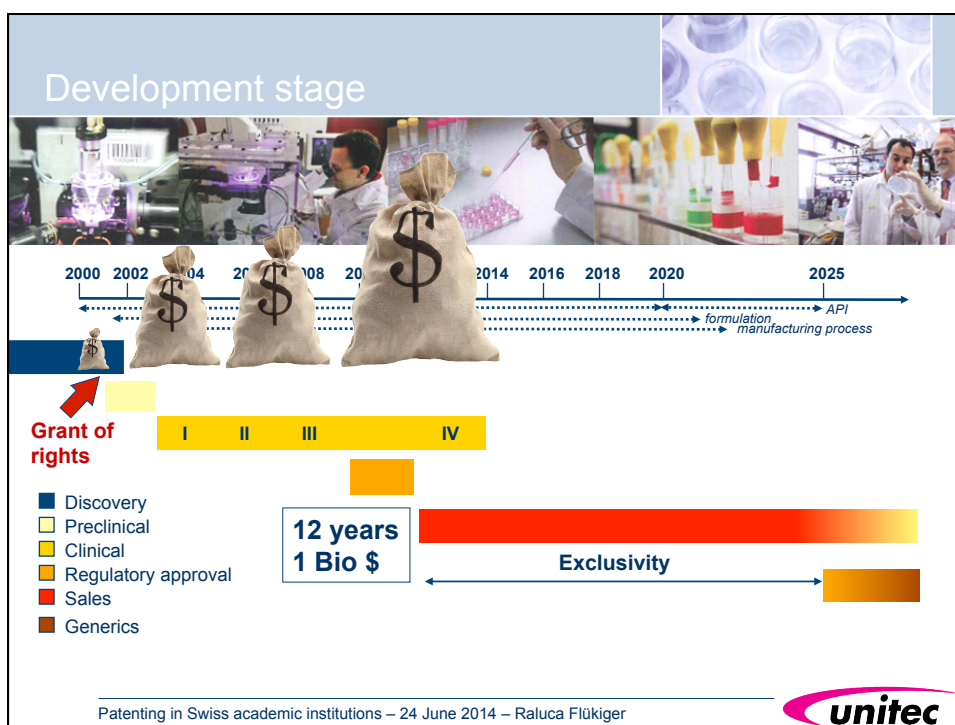 Development stage
$
$
$
$
2000 2002 2014 2016 2018 2020 2025
API
formulation
manufacturing process
Grant of
rights
I II III IV
Discovery
Preclinical
Clinical
Regulatory approval
Sales
Generics
12 years
1 Bio $
Exclusivity
Patenting in Swiss academic institutions – 24 June 2014 – Raluca Flükiger
unitec